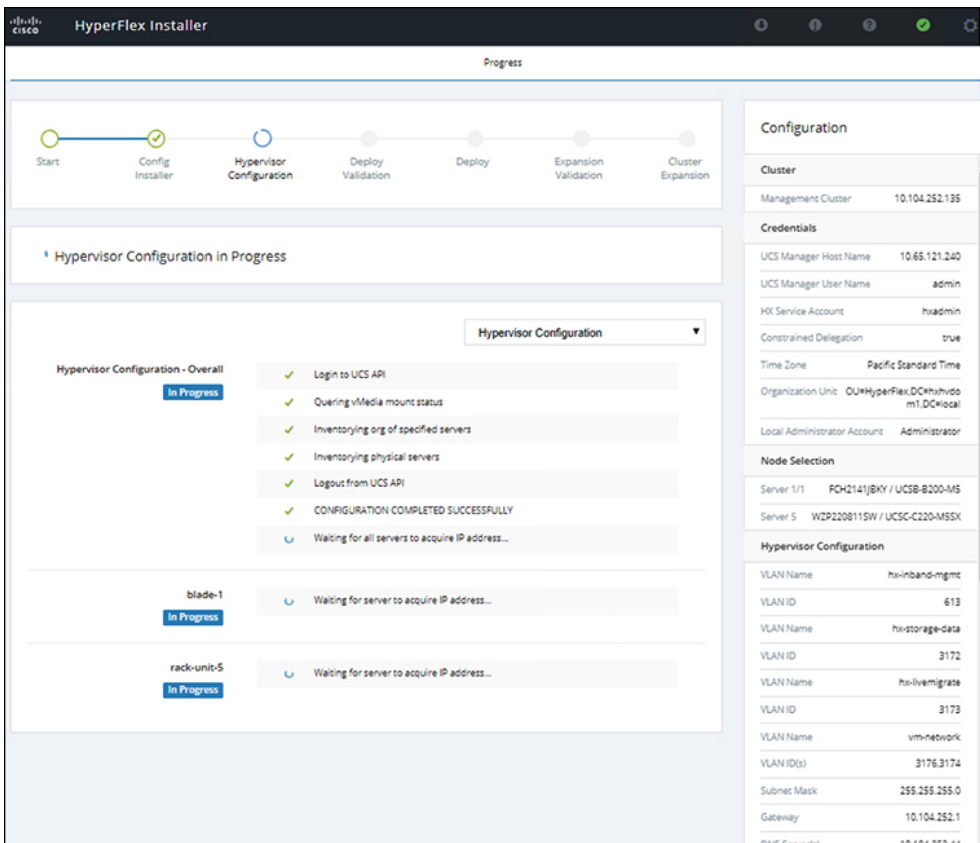 CISCO
HyperFlex Installer
Progress
Start
Config
Installer
Hypervisor
Configuration
Deploy
Validation
Deploy
Expansion
Validation
Cluster
Expansion
Hypervisor Configuration in Progress
Hypervisor Configuration
Hypervisor Configuration - Overall
In Progress
Login to UCS API
Quering vMedia mount status
Inventorying org of specified servers
Inventorying physical servers
Logout from UCS API
CONFIGURATION COMPLETED SUCCESSFULLY
Waiting for all servers to acquire IP address...
blade-1
In Progress
Waiting for server to acquire IP address...
rack-unit-5
In Progress
Waiting for server to acquire IP address...
Configuration
Cluster
Management Cluster 10.104.252.135
Credentials
UCS Manager Host Name 10.65.121.240
UCS Manager User Name admin
HX Service Account hxadmin
Constrained Delegation true
Time Zone Pacific Standard Time
Organization Unit OU=HyperFlex,DC=hxhvdo
m1,DC=local
Local Administrator Account Administrator
Node Selection
Server 1/1 FCH2141JBKY / UCSB-B200-M5
Server 5 WZP220811SW / UCSC-C220-M5SX
Hypervisor Configuration
VLAN Name hx-inband-mgmt
VLAN ID 613
VLAN Name hx-storage-data
VLAN ID 3172
VLAN Name hx-livemigrate
VLAN ID 3173
VLAN Name vm-network
VLAN ID(s) 3176,3174
Subnet Mask 255.255.255.0
Gateway 10.104.252.1